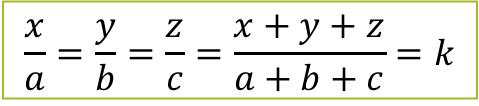 x/a = y/b = z/c = (x + y + z)/(a + b + c) = k